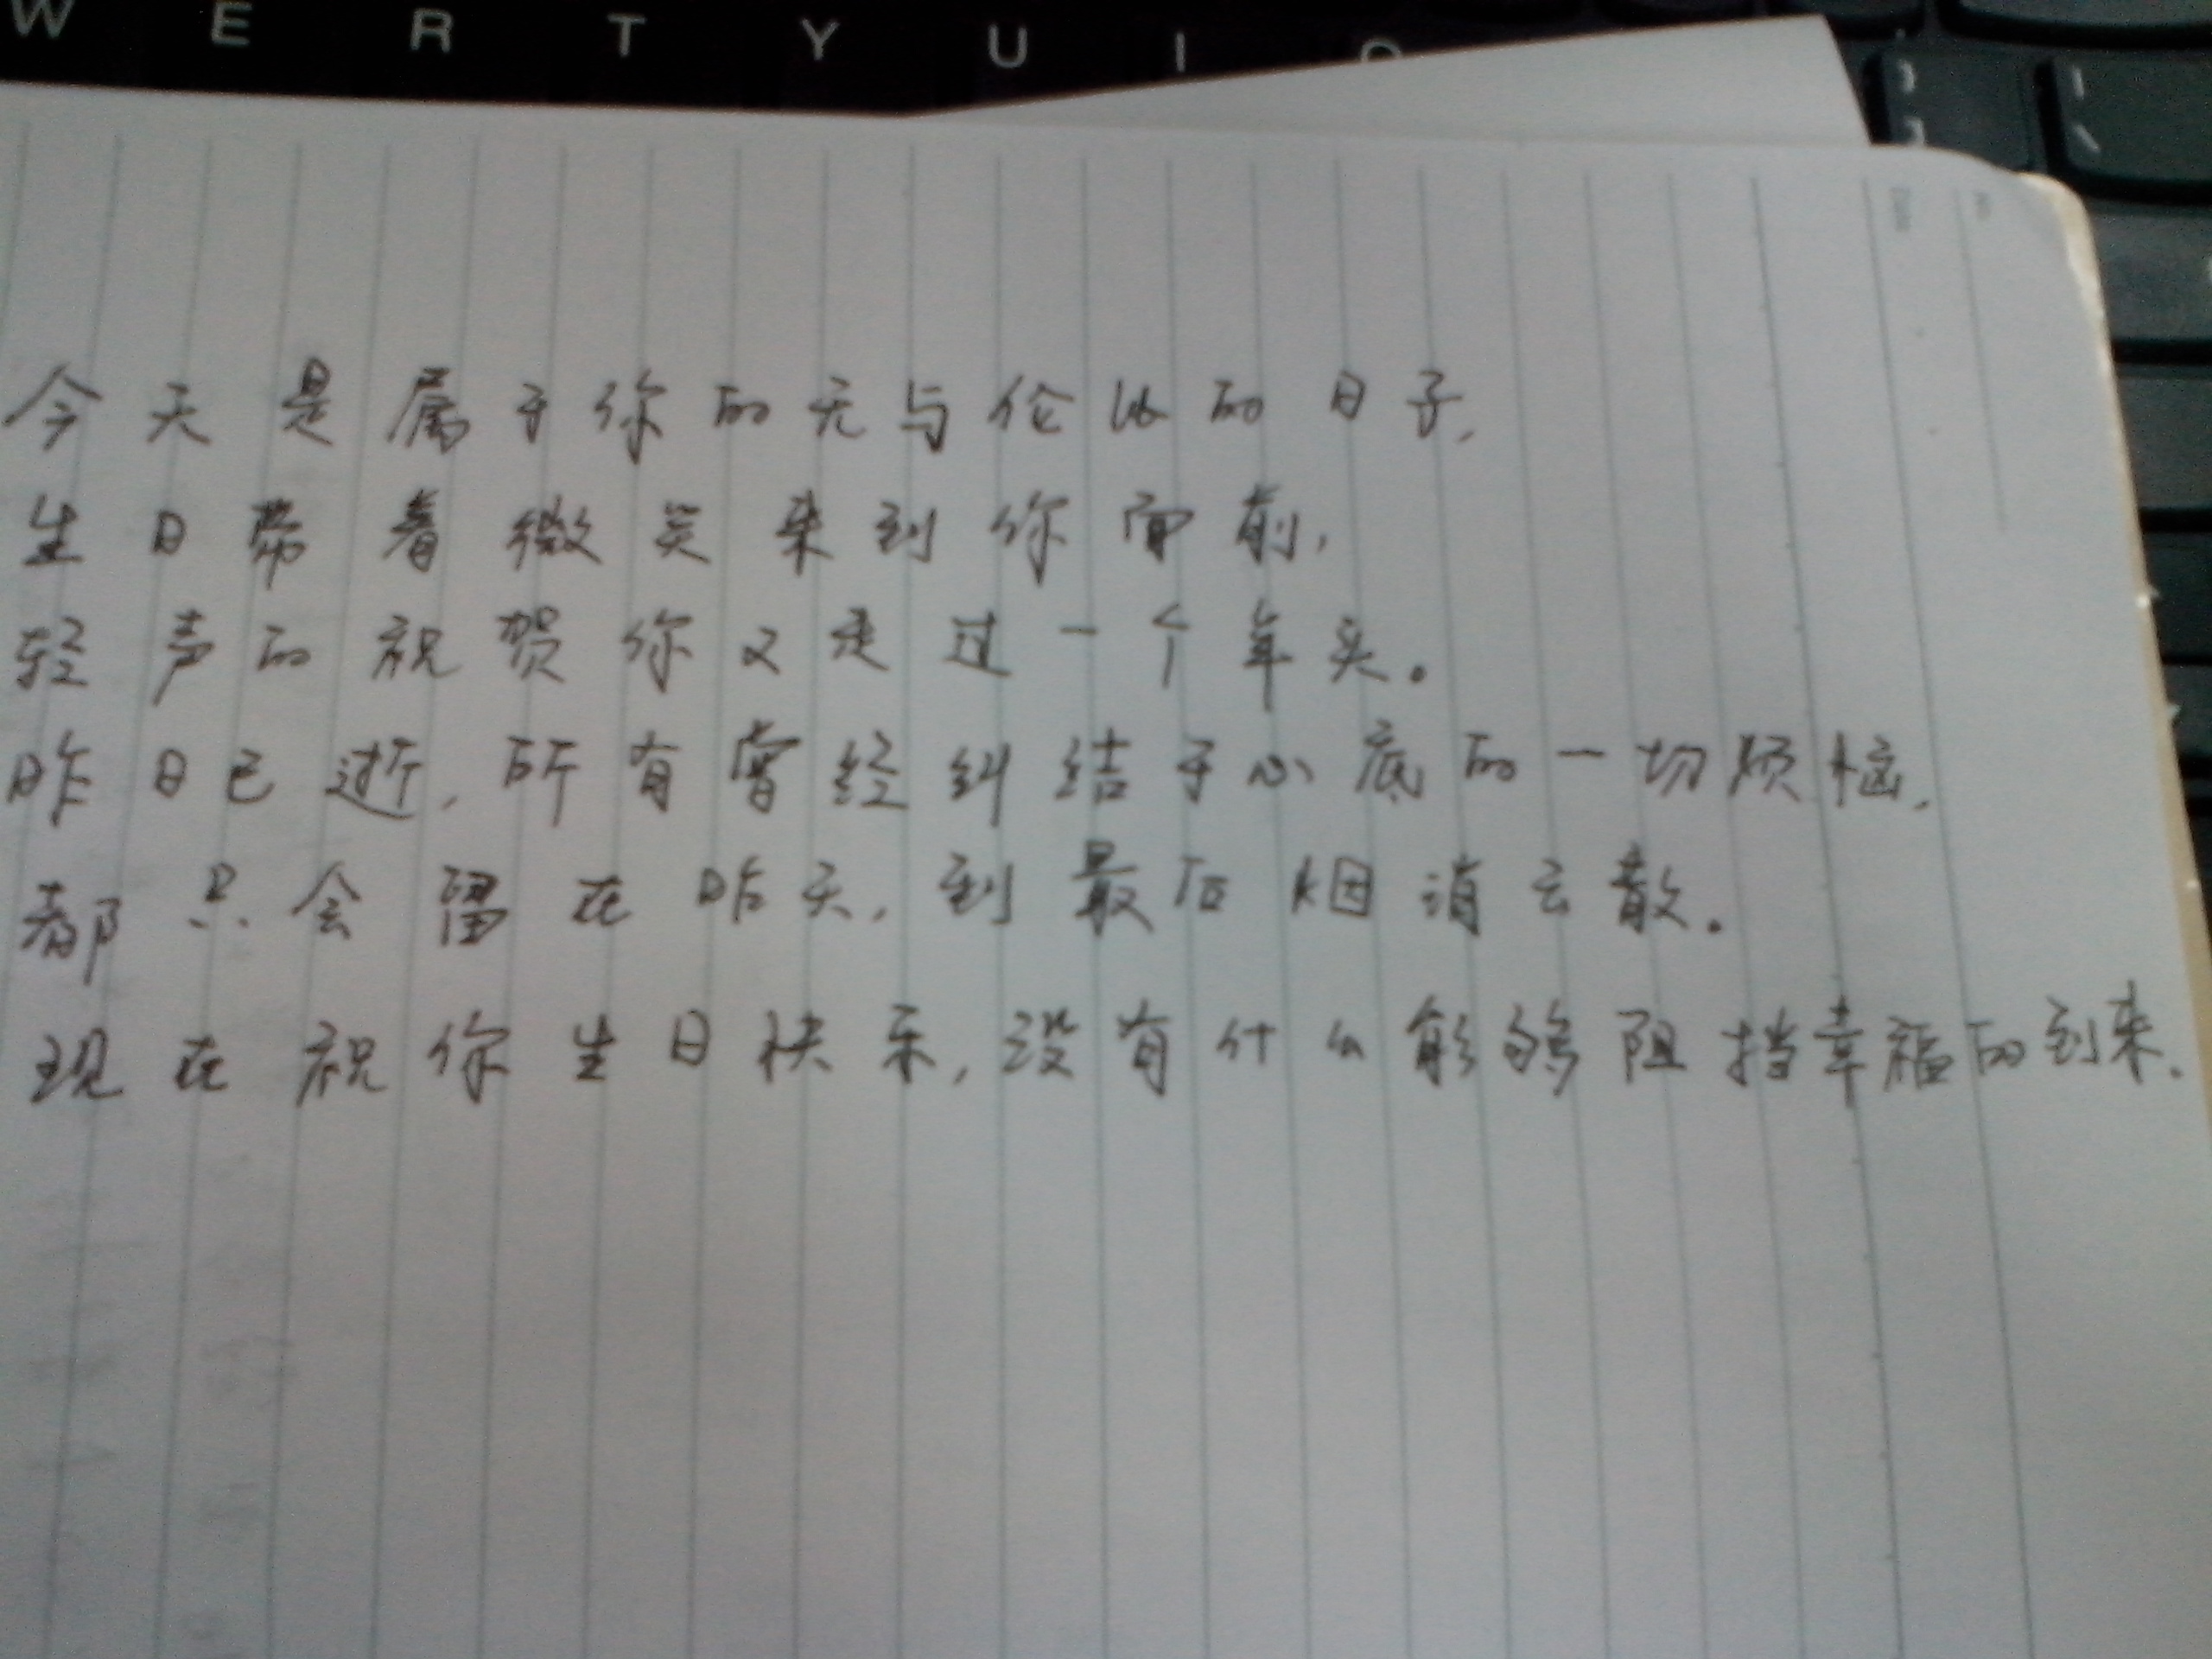 W E R T Y U I O
今天是属于你的无与伦比的日子,
生日带着微笑来到你面前,
轻声的祝贺你又走过一个年头。
昨日已逝,所有曾经纠结于心底的一切烦恼,
都只会留在昨天,到最后烟消云散.
现在祝你生日快乐,没有什么能够阻挡幸福的到来.